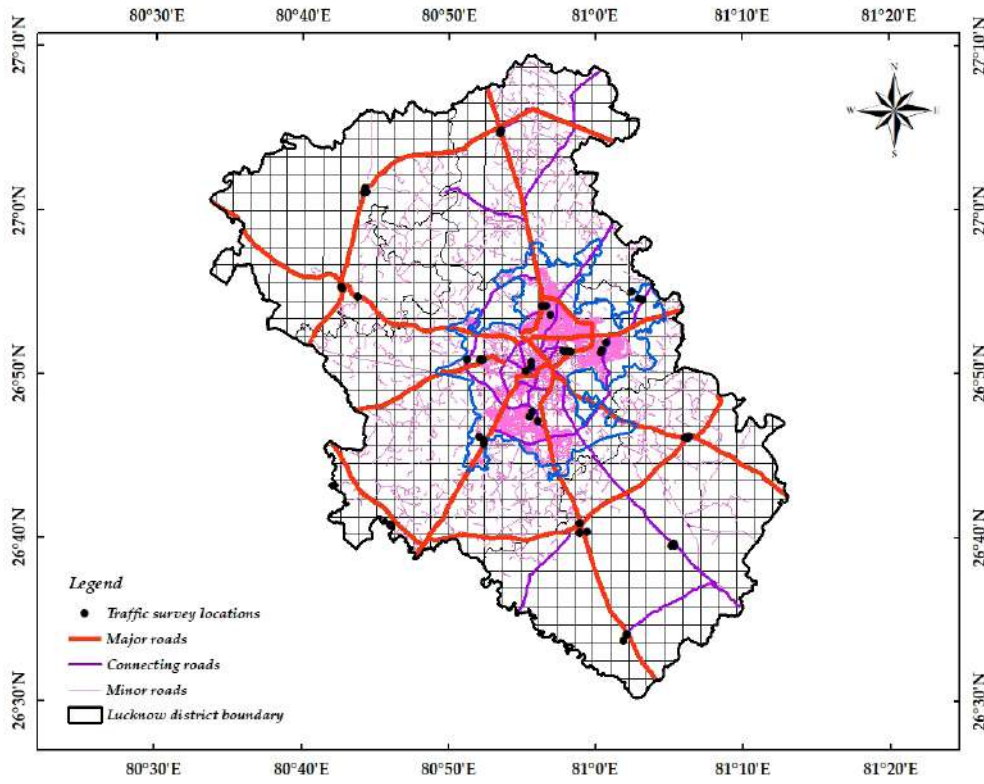 80°30'E 80°40'E 80°50'E 81°0'E 81°10'E 81°20'E
27°10'N 27°10'N
N
W E
S
27°0'N 27°0'N
26°50'N 26°50'N
26°40'N 26°40'N
Legend
Traffic survey locations
Major roads
Connecting roads
Minor roads
Lucknow district boundary
26°30'N 26°30'N
80°30'E 80°40'E 80°50'E 81°0'E 81°10'E 81°20'E